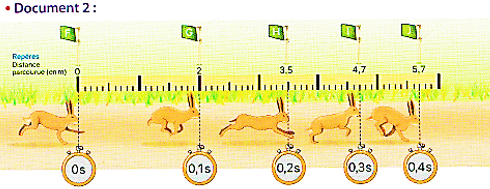 • Document 2 :
F G H I J
Repères
Distance
parcourue (en m) 0 2 3.5 4,7 5,7
0s 0,1s 0,2s 0,3s 0,4s